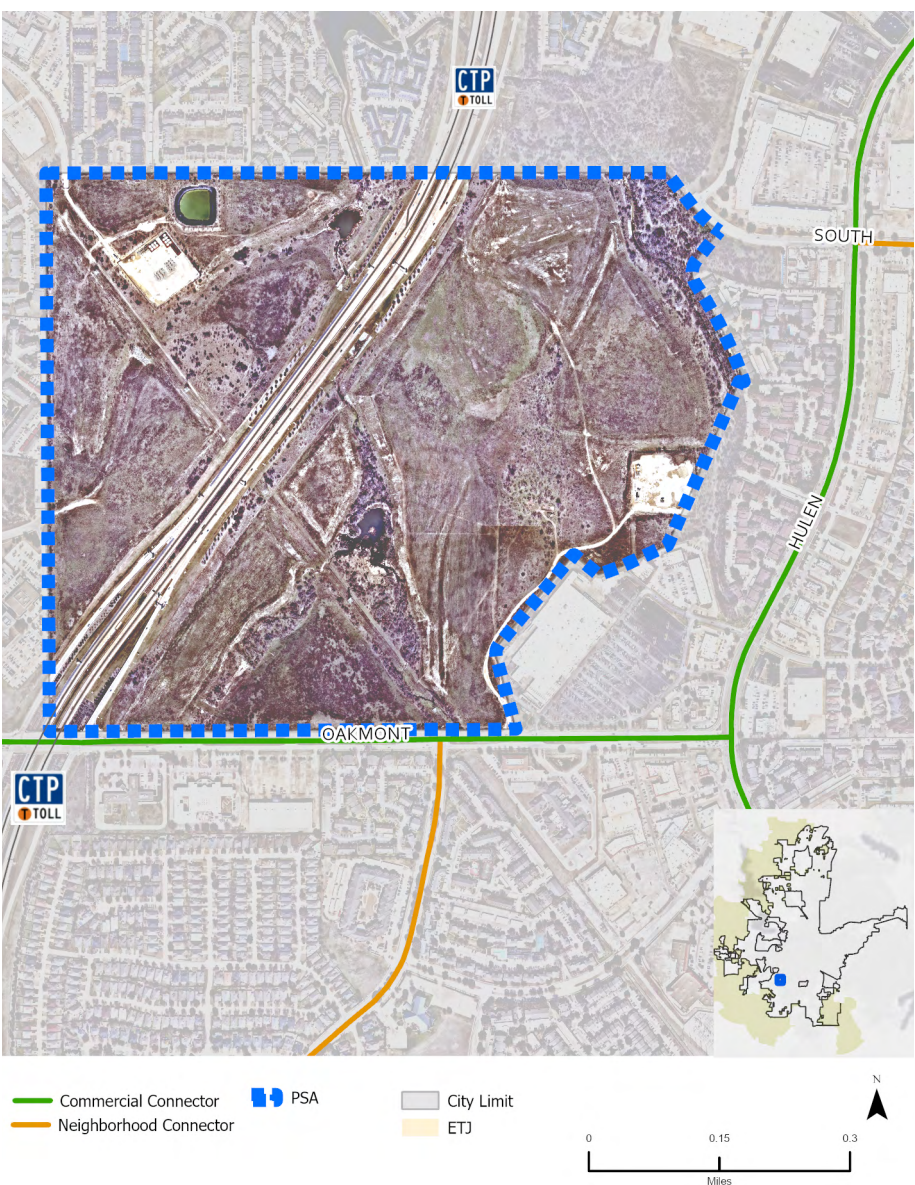 CTP
T TOLL
SOUTH
HULEN
OAKMONT
CTP
T TOLL
Commercial Connector
Neighborhood Connector
PSA
City Limit
ETJ
N
0
0.15
0.3
Miles